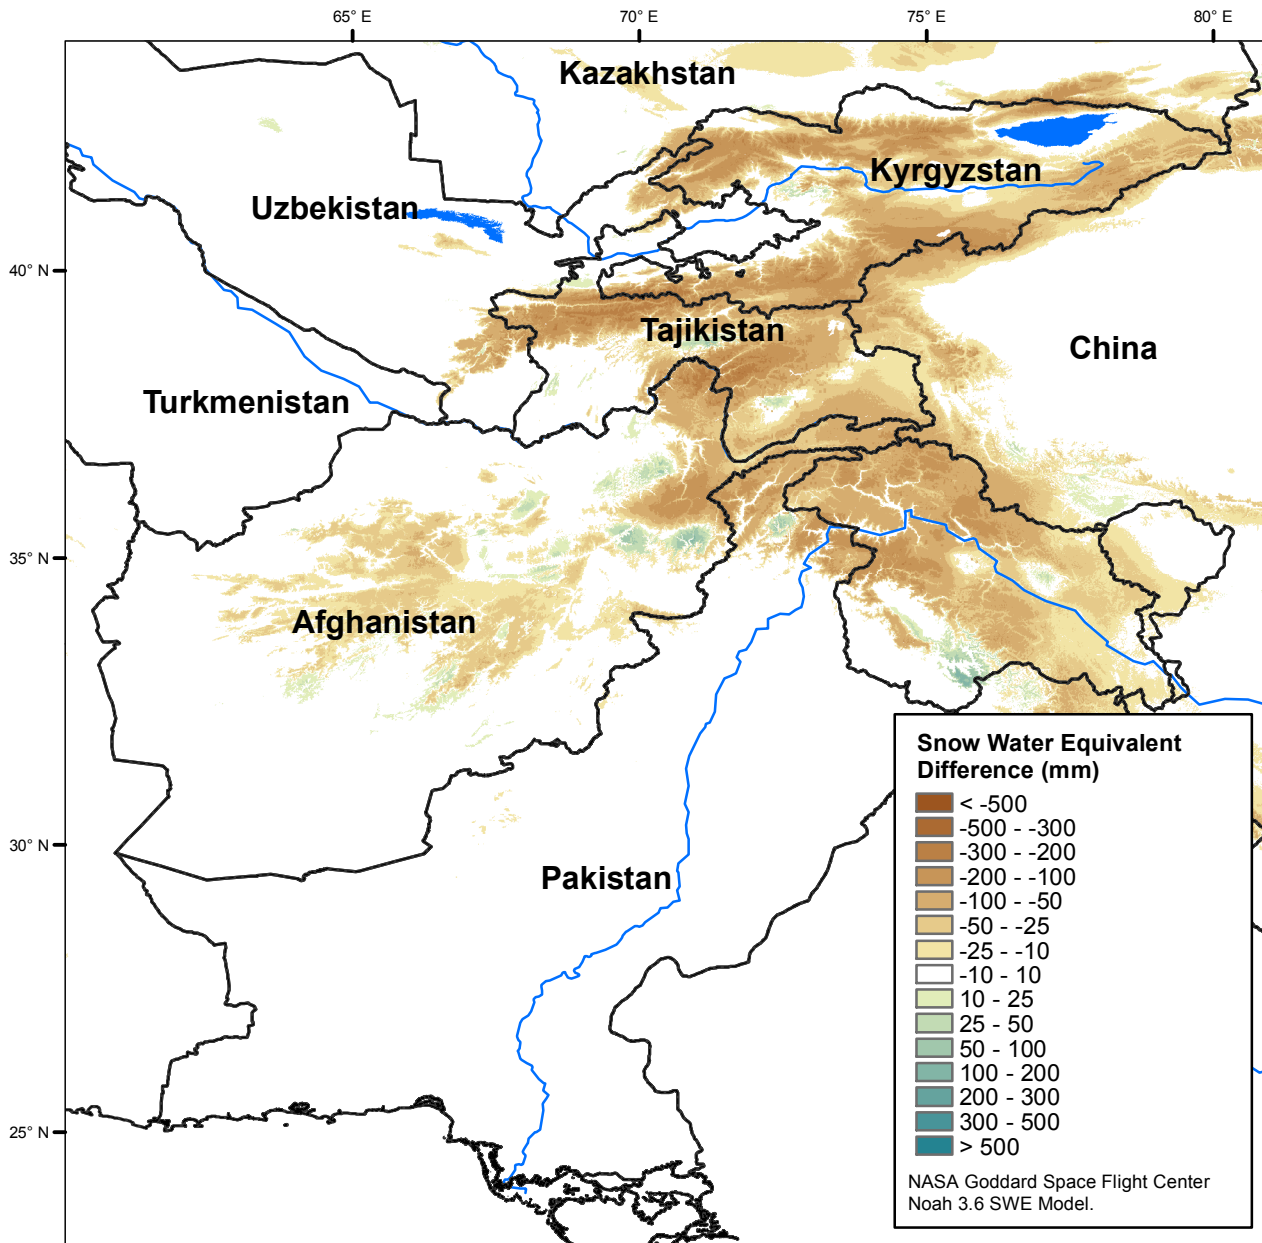 65° E
70° E
75° E
80° E
Kazakhstan
Kyrgyzstan
Uzbekistan
40° N
Tajikistan
China
Turkmenistan
35° N
Afghanistan
Snow Water Equivalent
Difference (mm)
< -500
-500 - -300
-300 - -200
-200 - -100
-100 - -50
-50 - -25
-25 - -10
-10 - 10
10 - 25
25 - 50
50 - 100
100 - 200
200 - 300
300 - 500
> 500
NASA Goddard Space Flight Center
Noah 3.6 SWE Model.
30° N
Pakistan
25° N